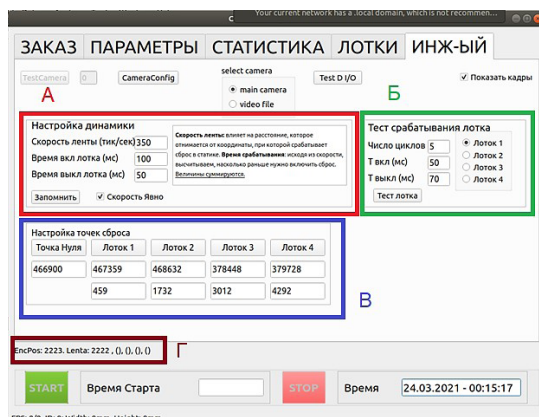 Your current network has a .local domain, which is not recommen...
ЗАКАЗ ПАРАМЕТРЫ СТАТИСТИКА ЛОТКИ ИНЖ-ЫЙ
TestCamera 0 CameraConfig
select camera
main camera
video file
Test D I/O
Показать кадры
А
Б
Настройка динамики
Скорость ленты (тик/сек) 350
Время вкл лотка (мс) 100
Время выкл лотка (мс) 50
Скорость ленты: влияет на расстояние, которое
отнимается от координаты, при которой срабатывает
сброс в статике. Время срабатывания: исходя из скорости,
высчитываем, насколько раньше нужно включить сброс.
Величины суммируются.
Запомнить Скорость Явно
Тест срабатывания лотка
Число циклов 5
Т вкл (мс) 50
Т выкл (мс) 70
Лоток 1
Лоток 2
Лоток 3
Лоток 4
Тест лотка
Настройка точек сброса
Точка Нуля Лоток 1 Лоток 2 Лоток 3 Лоток 4
466900 467359 468632 378448 379728
459 1732 3012 4292
В
EncPos: 2223. Lenta: 2222 , (), (), (), ()
Г
START Время Старта STOP Время 24.03.2021 - 00:15:17